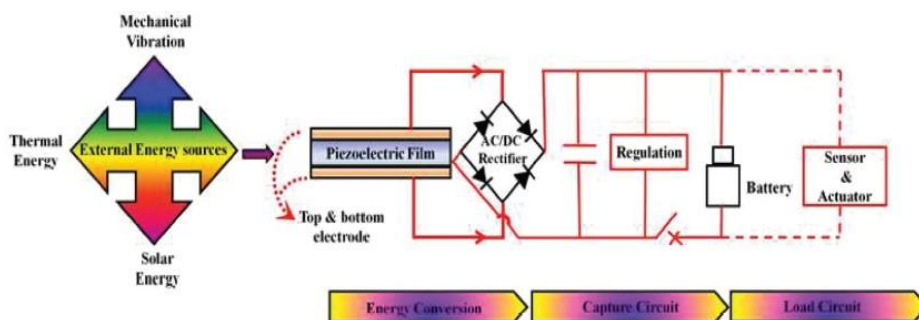 Mechanical
Vibration
Thermal
Energy
External Energy sources
Solar
Energy
Piezoelectric Film
Top & bottom
electrode
AC/DC
Rectifier
Regulation
Battery
Sensor
&
Actuator
Energy Conversion
Capture Circuit
Load Circuit